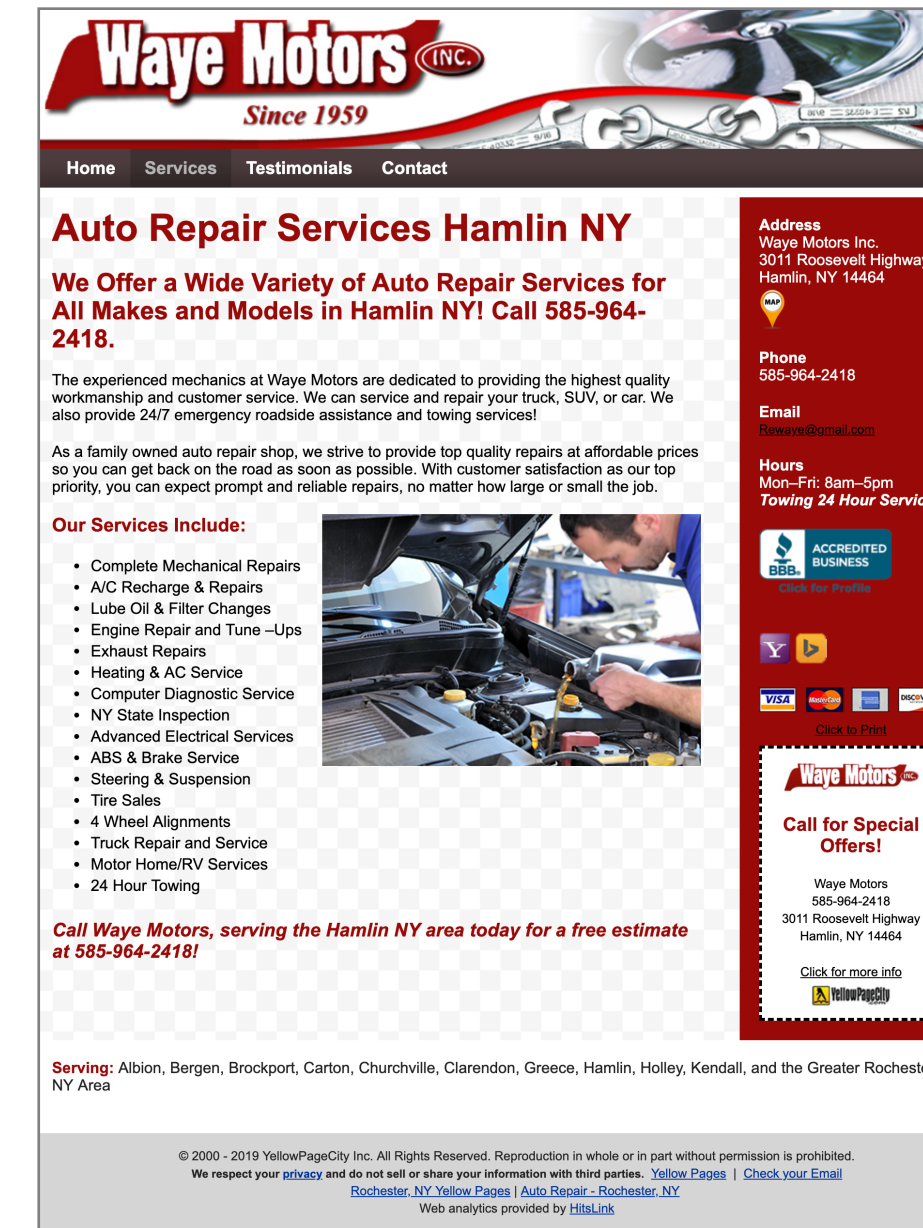 Waye Motors INC.
Since 1959
Home Services Testimonials Contact
Auto Repair Services Hamlin NY
We Offer a Wide Variety of Auto Repair Services for
All Makes and Models in Hamlin NY! Call 585-964-
2418.
The experienced mechanics at Waye Motors are dedicated to providing the highest quality
workmanship and customer service. We can service and repair your truck, SUV, or car. We
also provide 24/7 emergency roadside assistance and towing services!
As a family owned auto repair shop, we strive to provide top quality repairs at affordable prices
so you can get back on the road as soon as possible. With customer satisfaction as our top
priority, you can expect prompt and reliable repairs, no matter how large or small the job.
Our Services Include:
• Complete Mechanical Repairs
• A/C Recharge & Repairs
• Lube Oil & Filter Changes
• Engine Repair and Tune –Ups
• Exhaust Repairs
• Heating & AC Service
• Computer Diagnostic Service
• NY State Inspection
• Advanced Electrical Services
• ABS & Brake Service
• Steering & Suspension
• Tire Sales
• 4 Wheel Alignments
• Truck Repair and Service
• Motor Home/RV Services
• 24 Hour Towing
Call Waye Motors, serving the Hamlin NY area today for a free estimate
at 585-964-2418!
Address
Waye Motors Inc.
3011 Roosevelt Highway
Hamlin, NY 14464
MAP
Phone
585-964-2418
Email
Rewaye@gmail.com
Hours
Mon–Fri: 8am–5pm
Towing 24 Hour Servic
BBB. ACCREDITED
BUSINESS
Click for Profile
Y b
VISA MasterCard DISCOV
Click to Print
Waye Motors INC.
Call for Special
Offers!
Waye Motors
585-964-2418
3011 Roosevelt Highway
Hamlin, NY 14464
Click for more info
YellowPageCity
Serving: Albion, Bergen, Brockport, Carton, Churchville, Clarendon, Greece, Hamlin, Holley, Kendall, and the Greater Rocheste
NY Area
© 2000 - 2019 YellowPageCity Inc. All Rights Reserved. Reproduction in whole or in part without permission is prohibited.
We respect your privacy and do not sell or share your information with third parties. Yellow Pages | Check your Email
Rochester, NY Yellow Pages | Auto Repair - Rochester, NY
Web analytics provided by HitsLink